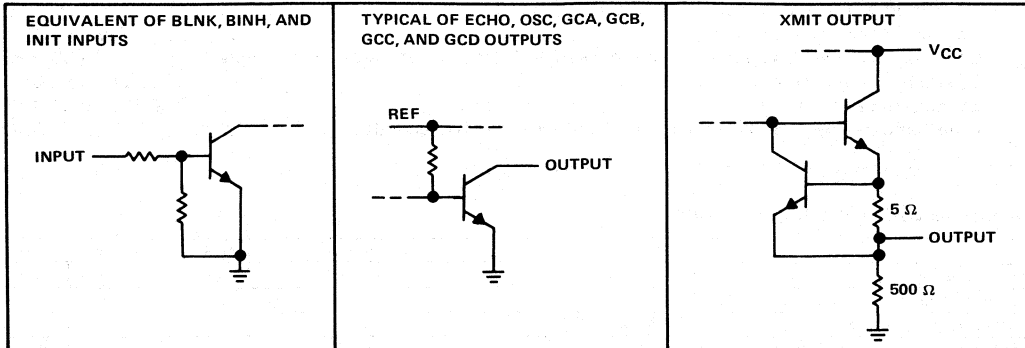 EQUIVALENT OF BLNK, BINH, AND
INIT INPUTS
INPUT
TYPICAL OF ECHO, OSC, GCA, GCB,
GCC, AND GCD OUTPUTS
REF
OUTPUT
XMIT OUTPUT
VCC
5 Ω
OUTPUT
500 Ω